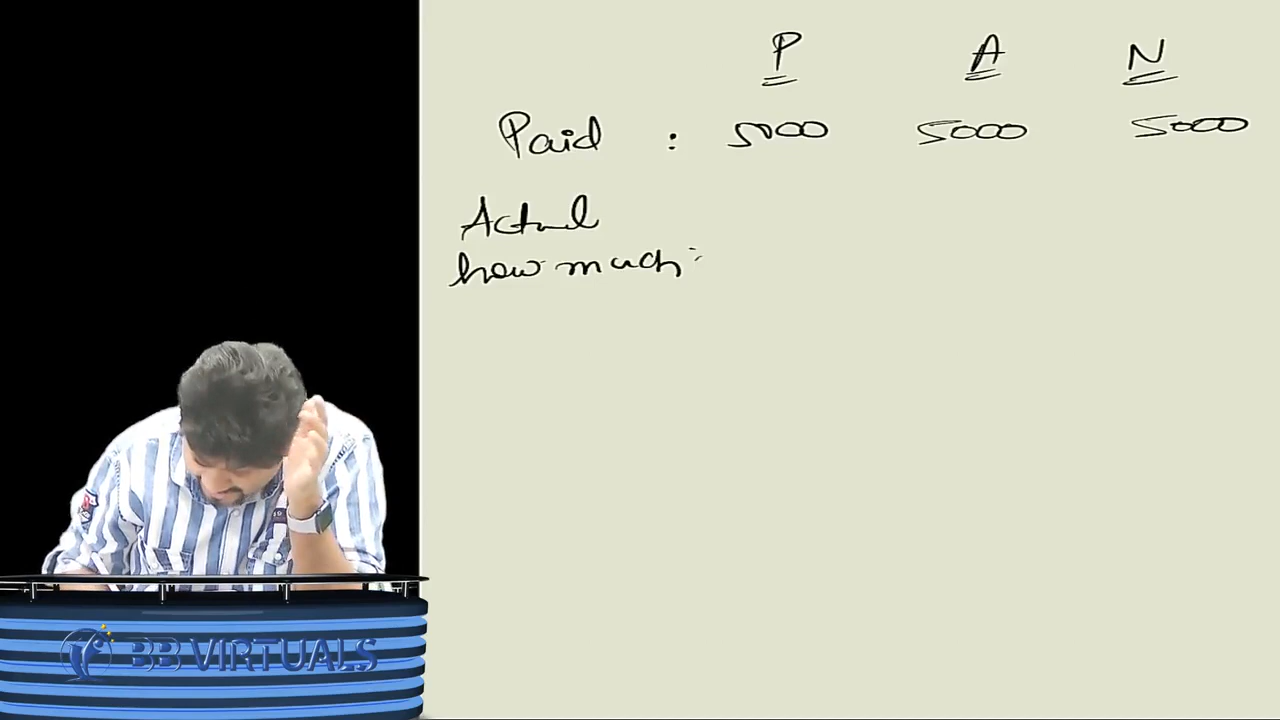 P A N
Paid : 5000 5000 5000
Actual
how much :
BB VIRTUALS